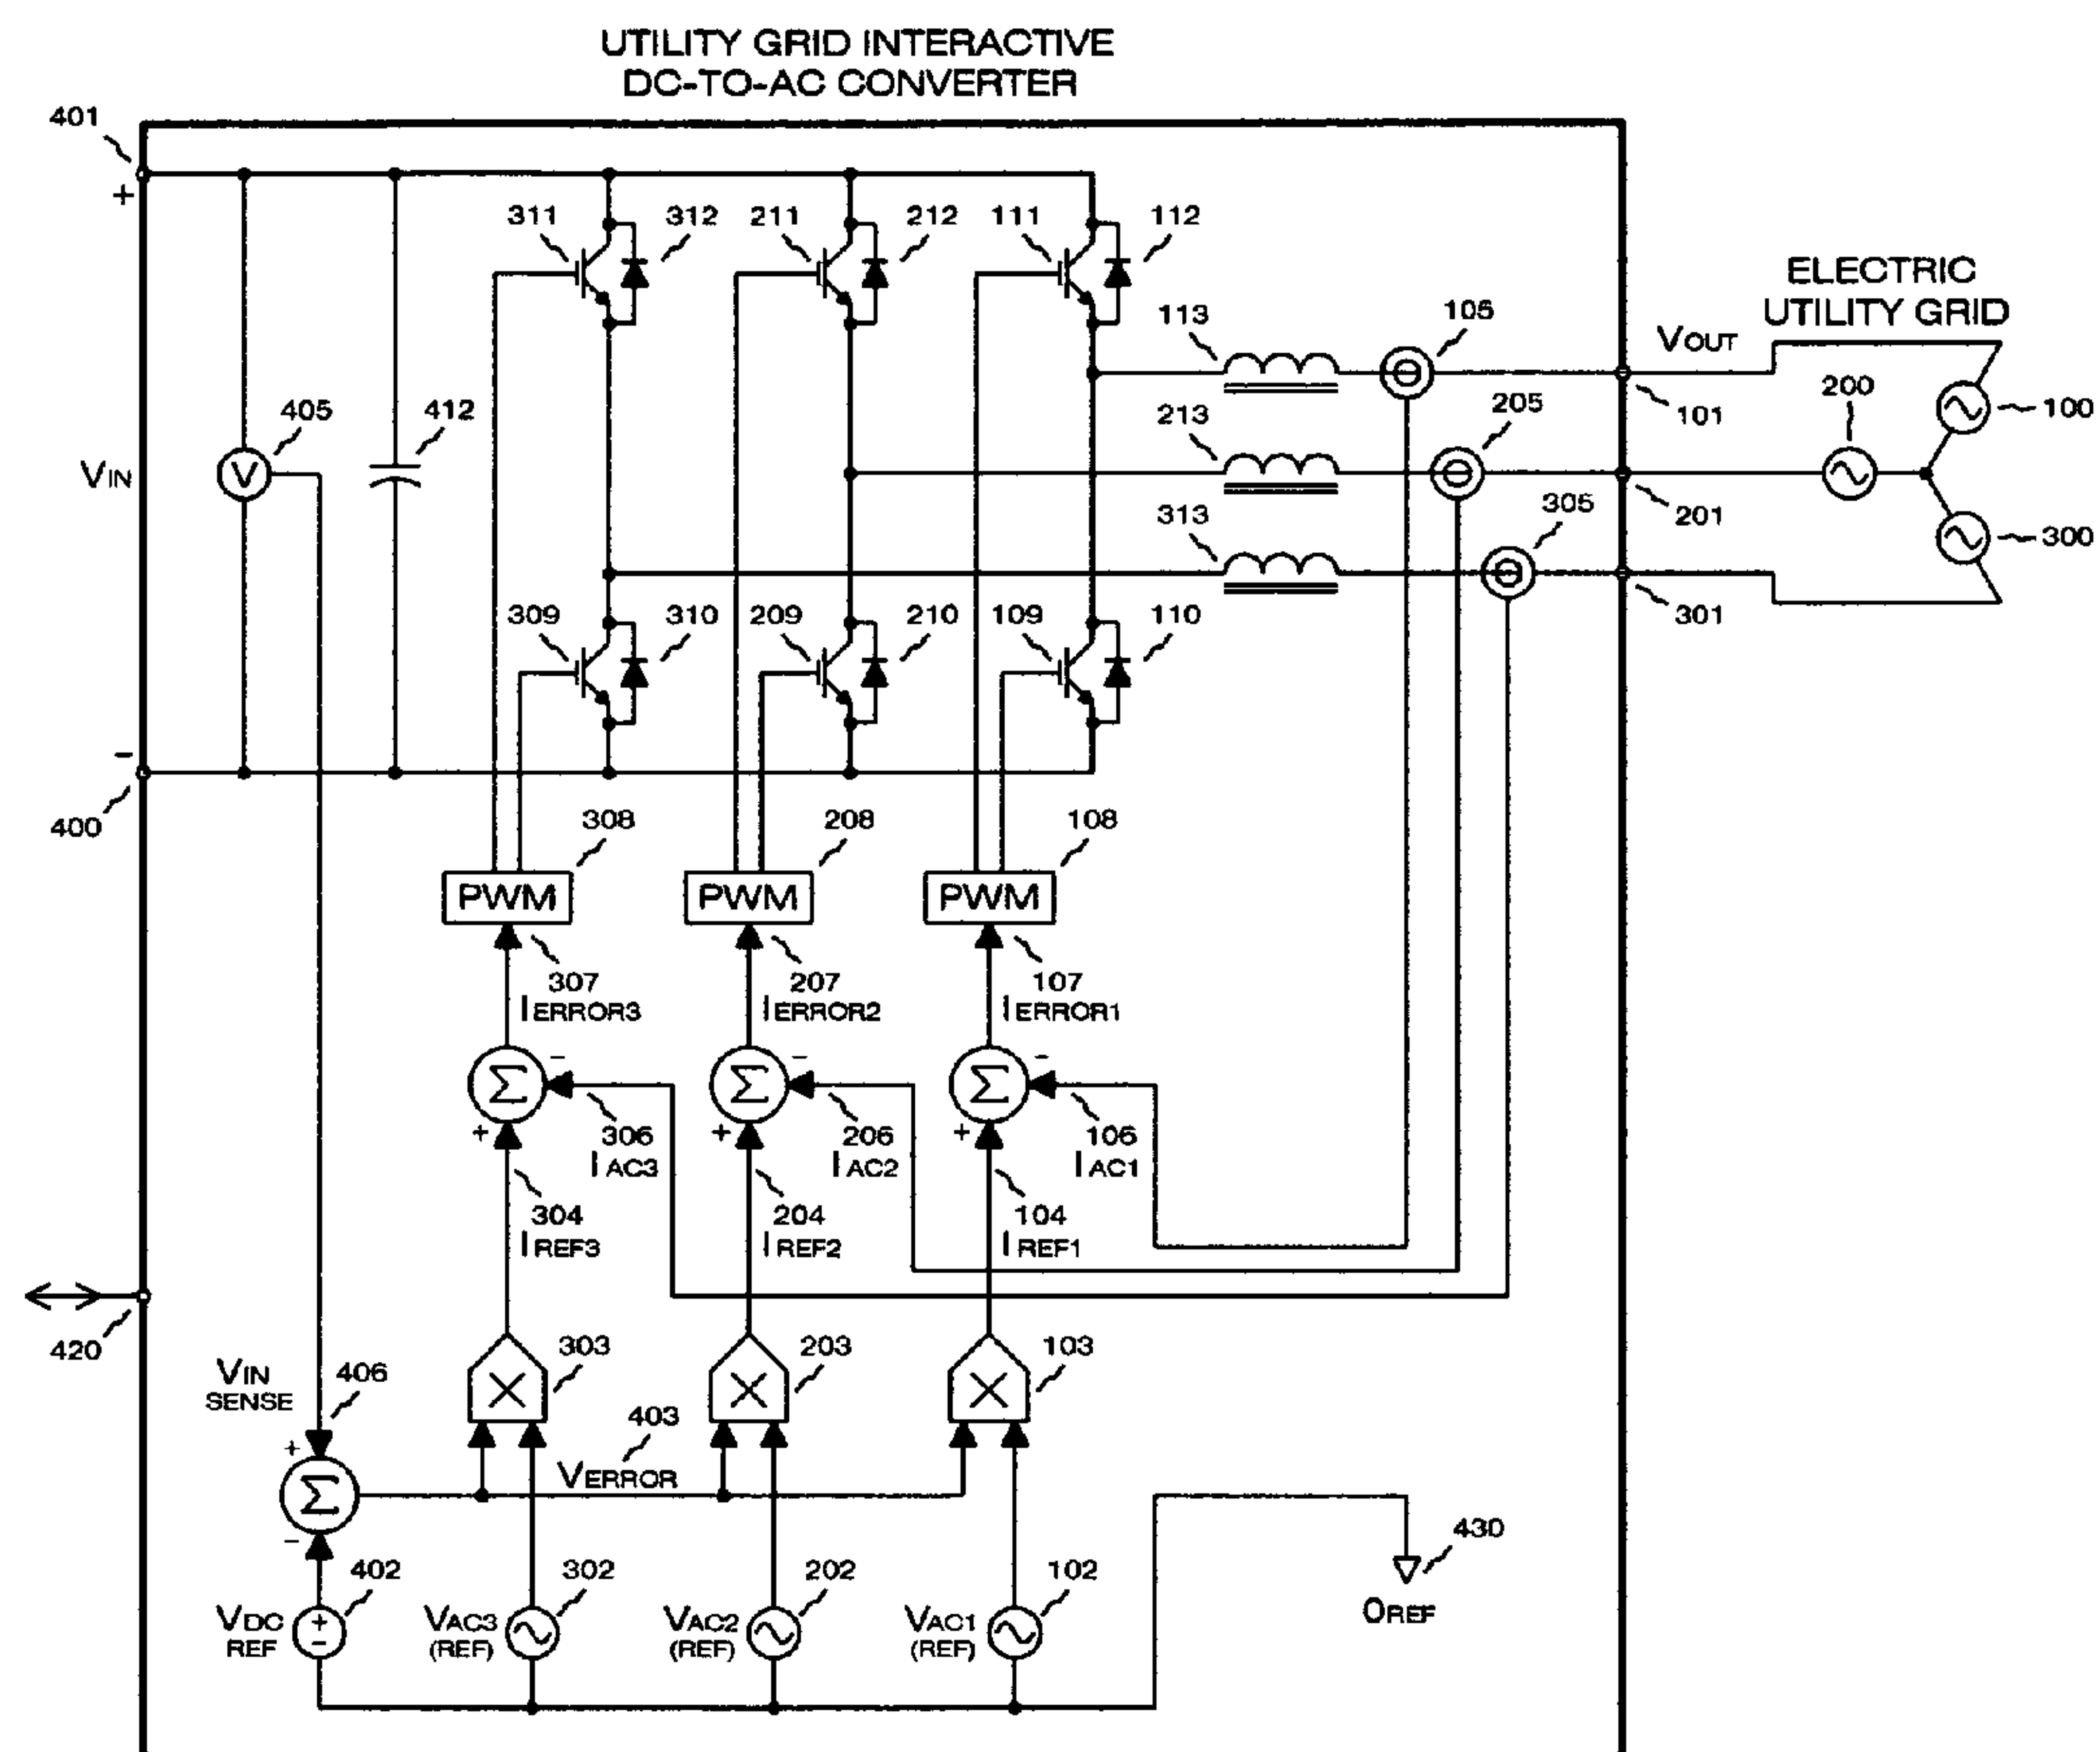 UTILITY GRID INTERACTIVE
DC-TO-AC CONVERTER
401
+
311
312
211
212
111
112
ELECTRIC
UTILITY GRID
113
105
VOUT
200
405
412
213
205
101
100
VIN
V
313
305
201
300
309
310
209
210
109
110
301
-
400
308
208
108
PWM
PWM
PWM
307
IERROR3
207
IERROR2
107
IERROR1
-
-
-
Σ
Σ
Σ
+
+
+
306
IAC3
206
IAC2
106
IAC1
304
IREF3
204
IREF2
104
IREF1
420
303
203
103
VIN
SENSE
406
×
×
×
403
VERROR
+
Σ
-
430
402
302
202
102
0REF
VDC
REF
+
-
VAC3
(REF)
VAC2
(REF)
VAC1
(REF)